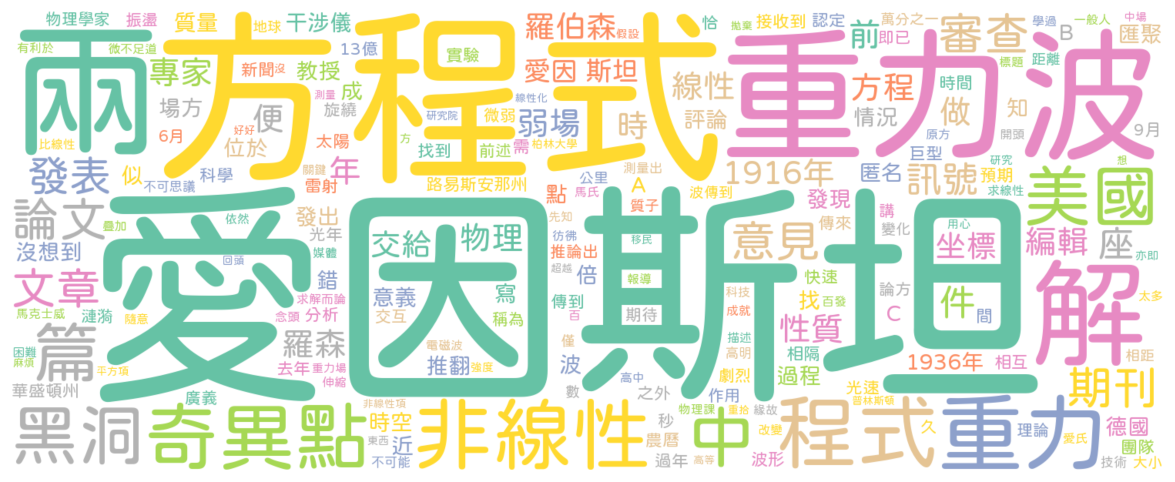 物理學家 振盪 質量 地球 干涉儀 羅伯森 假設 拋棄 恰 接收到 認定 萬分之一 學過 一般人 中場
有利於 微不足道 兩 方程式 重力波 前 即已 審查 B 匯聚
專家 新聞 沒 13億 實驗 愛因 斯坦 線性 方程 時間 標題 距離
場方 教授 測量 旋繞 成 研究院 線性化 微弱 弱場 時 評論 情況 做 知
比線性 6月 好好 便 太陽 方 需 柏林大學 原方 開頭 9月
位於 找到 前述 巨型 研究
發表 似 科學 關鍵 年 路易斯安那州 公里 測量出 1916年 匿名 訊號 預期 想 美國
不可思議 雷射 點 馬氏 A 波傳到 發現 求線性
論文 疊加 發出 依然 愛因斯坦 先知 質子 講 傳來 用心 編輯 座
沒想到 光年 媒體 交給 物理 彷彿 移民 意見 變化 坐標 亦即
回頭 推論出
文章 錯 意義 寫 倍 超越 報導 快速 件 解
馬克士威 漣漪 求解而論 傳到 百 科技 找 百發 論方 間 太多
隨意 念頭 分析 交互 稱為 期待 成就 性質 C
篇 羅森 電磁波 僅 描述
困難 麻煩 平方項 去年 重力場 推翻 強度 波 高明 相隔 1936年 相互 相距
華盛頓州 伸縮 數 高中 之外 劇烈 過程 光速 普林斯頓 期刊
廣義 作用
黑洞 奇異點 非線性項 時空 非線性 秒 物理課 重拾 緣故 中 程式 久 重力 理論 愛氏 德國
東西 近 農曆 改變 團隊
不可能 過年 高等 波形 技術 大小